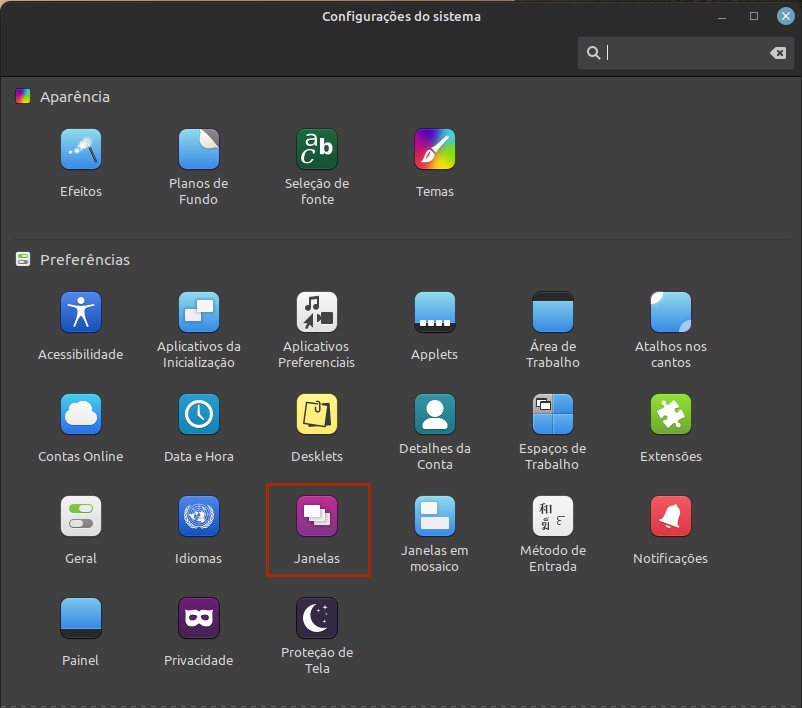 Configurações do sistema
Aparência
Efeitos
Planos de
Fundo
Seleção de
fonte
Temas
Preferências
Acessibilidade
Aplicativos da
Inicialização
Aplicativos
Preferenciais
Applets
Área de
Trabalho
Atalhos nos
cantos
Contas Online
Data e Hora
Desklets
Detalhes da
Conta
Espaços de
Trabalho
Extensões
Geral
Idiomas
Janelas
Janelas em
mosaico
Método de
Entrada
Notificações
Painel
Privacidade
Proteção de
Tela